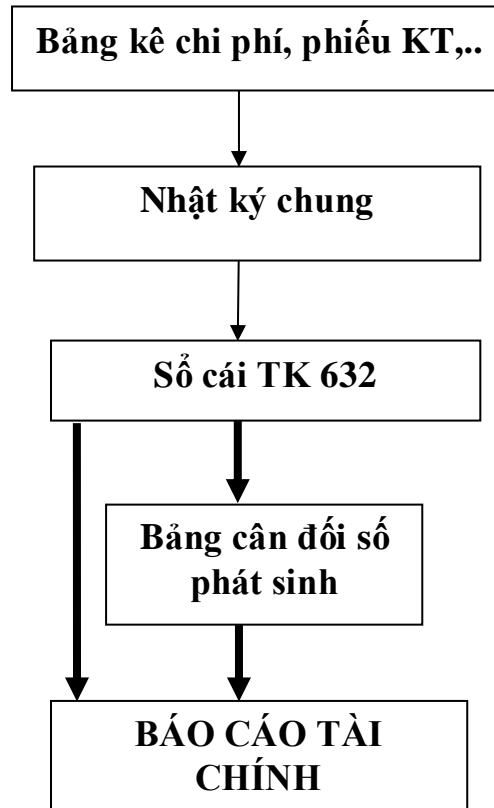 Bảng kê chi phí, phiếu KT,..
Nhật ký chung
Sổ cái TK 632
Bảng cân đối số
phát sinh
BÁO CÁO TÀI
CHÍNH